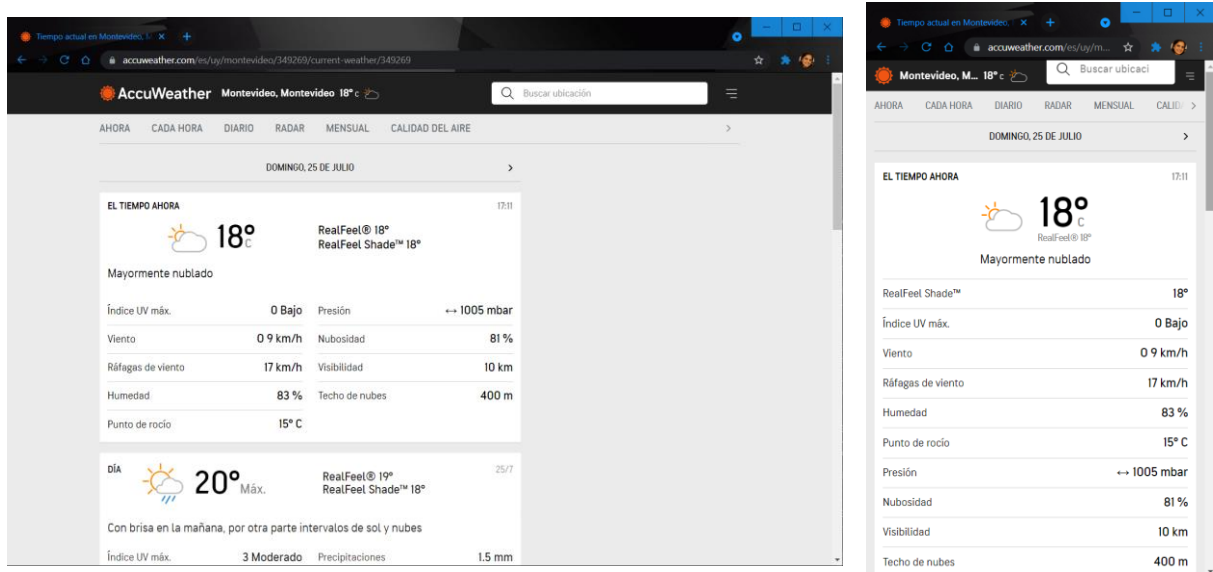 Tiempo actual en Montevideo,
accuweather.com/es/uy/montevideo/349269/current-weather/349269
AccuWeather Montevideo, Montevideo 18° C Buscar ubicación
AHORA CADA HORA DIARIO RADAR MENSUAL CALIDAD DEL AIRE
DOMINGO, 25 DE JULIO
EL TIEMPO AHORA 17:11
18° C RealFeel® 18°
RealFeel Shade™ 18°
Mayormente nublado
Índice UV máx. 0 Bajo Presión ↔ 1005 mbar
Viento O 9 km/h Nubosidad 81 %
Ráfagas de viento 17 km/h Visibilidad 10 km
Humedad 83 % Techo de nubes 400 m
Punto de rocío 15° C
DÍA 20° Máx. RealFeel® 19° 25/7
RealFeel Shade™ 18°
Con brisa en la mañana, por otra parte intervalos de sol y nubes
Índice UV máx. 3 Moderado Precipitaciones 1.5 mm
Tiempo actual en Montevideo,
accuweather.com/es/uy/m...
Montevideo, M... 18° C Buscar ubicaci
AHORA CADA HORA DIARIO RADAR MENSUAL CALID
DOMINGO, 25 DE JULIO
EL TIEMPO AHORA 17:11
18° C
RealFeel® 18°
Mayormente nublado
RealFeel Shade™ 18°
Índice UV máx. 0 Bajo
Viento O 9 km/h
Ráfagas de viento 17 km/h
Humedad 83 %
Punto de rocío 15° C
Presión ↔ 1005 mbar
Nubosidad 81 %
Visibilidad 10 km
Techo de nubes 400 m